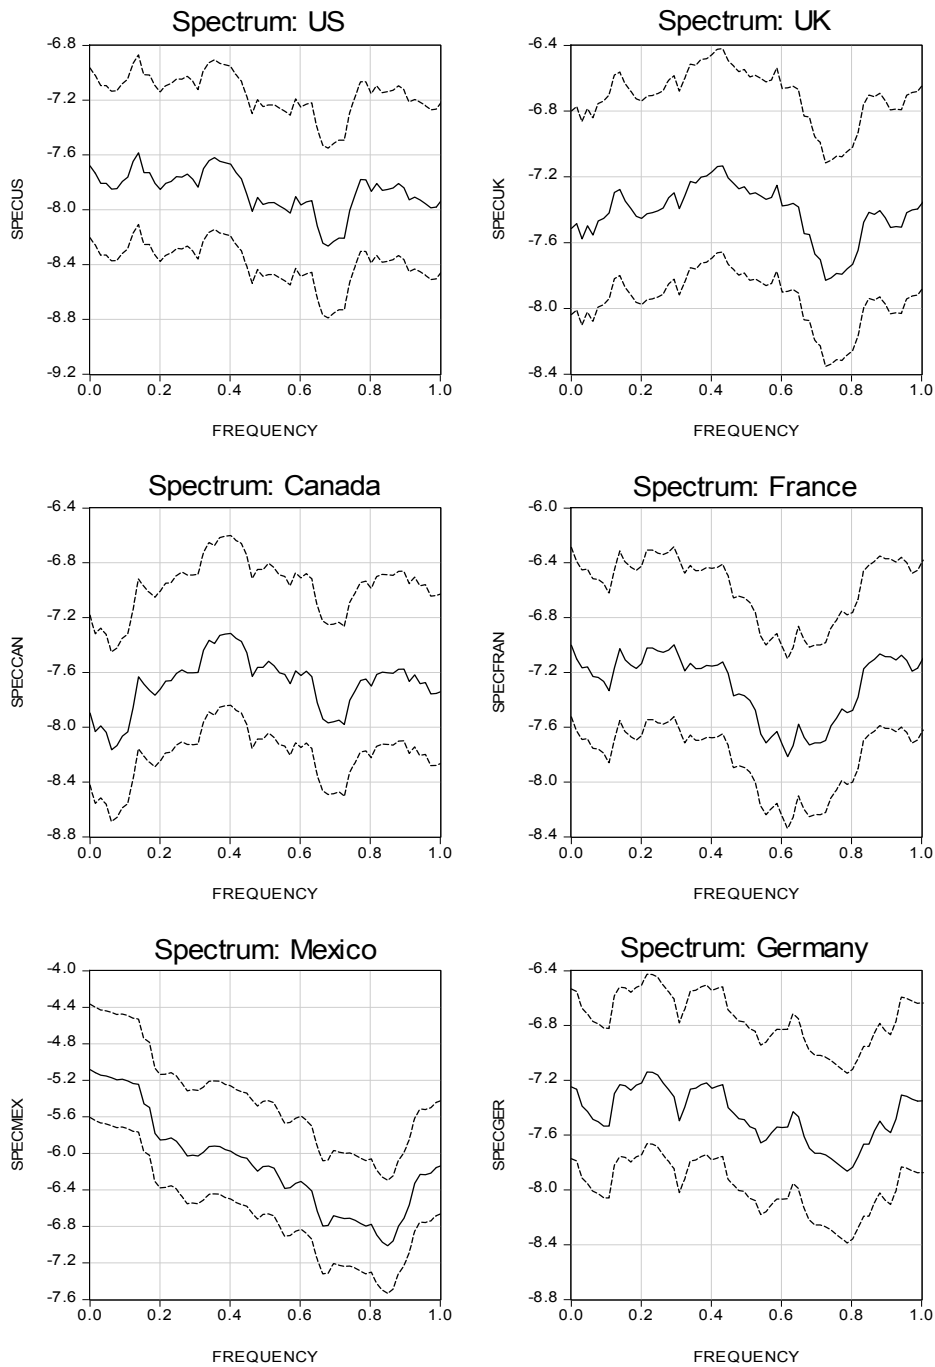 Spectrum: US
-6.8
-7.2
-7.6
-8.0
-8.4
-8.8
-9.2
SPECUS
0.0 0.2 0.4 0.6 0.8 1.0
FREQUENCY
Spectrum: UK
-6.4
-6.8
-7.2
-7.6
-8.0
-8.4
SPECUK
0.0 0.2 0.4 0.6 0.8 1.0
FREQUENCY
Spectrum: Canada
-6.4
-6.8
-7.2
-7.6
-8.0
-8.4
-8.8
SPECCAN
0.0 0.2 0.4 0.6 0.8 1.0
FREQUENCY
Spectrum: France
-6.0
-6.4
-6.8
-7.2
-7.6
-8.0
-8.4
SPECFRAN
0.0 0.2 0.4 0.6 0.8 1.0
FREQUENCY
Spectrum: Mexico
-4.0
-4.4
-4.8
-5.2
-5.6
-6.0
-6.4
-6.8
-7.2
-7.6
SPECMEX
0.0 0.2 0.4 0.6 0.8 1.0
FREQUENCY
Spectrum: Germany
-6.4
-6.8
-7.2
-7.6
-8.0
-8.4
-8.8
SPECGER
0.0 0.2 0.4 0.6 0.8 1.0
FREQUENCY